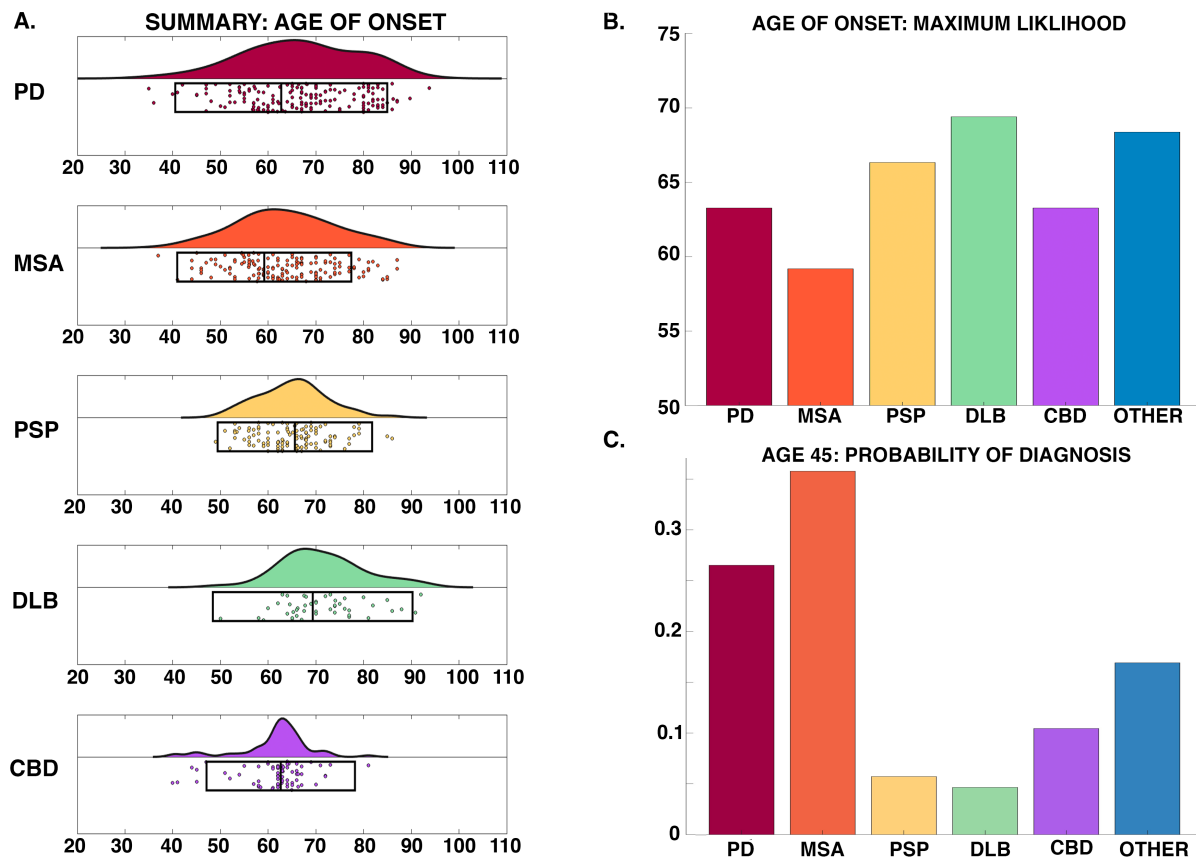 A.
SUMMARY: AGE OF ONSET
PD
20 30 40 50 60 70 80 90 100 110
MSA
20 30 40 50 60 70 80 90 100 110
PSP
20 30 40 50 60 70 80 90 100 110
DLB
20 30 40 50 60 70 80 90 100 110
CBD
20 30 40 50 60 70 80 90 100 110
B.
AGE OF ONSET: MAXIMUM LIKLIHOOD
75
70
65
60
55
50
PD MSA PSP DLB CBD OTHER
C.
AGE 45: PROBABILITY OF DIAGNOSIS
0.3
0.2
0.1
0
PD MSA PSP DLB CBD OTHER